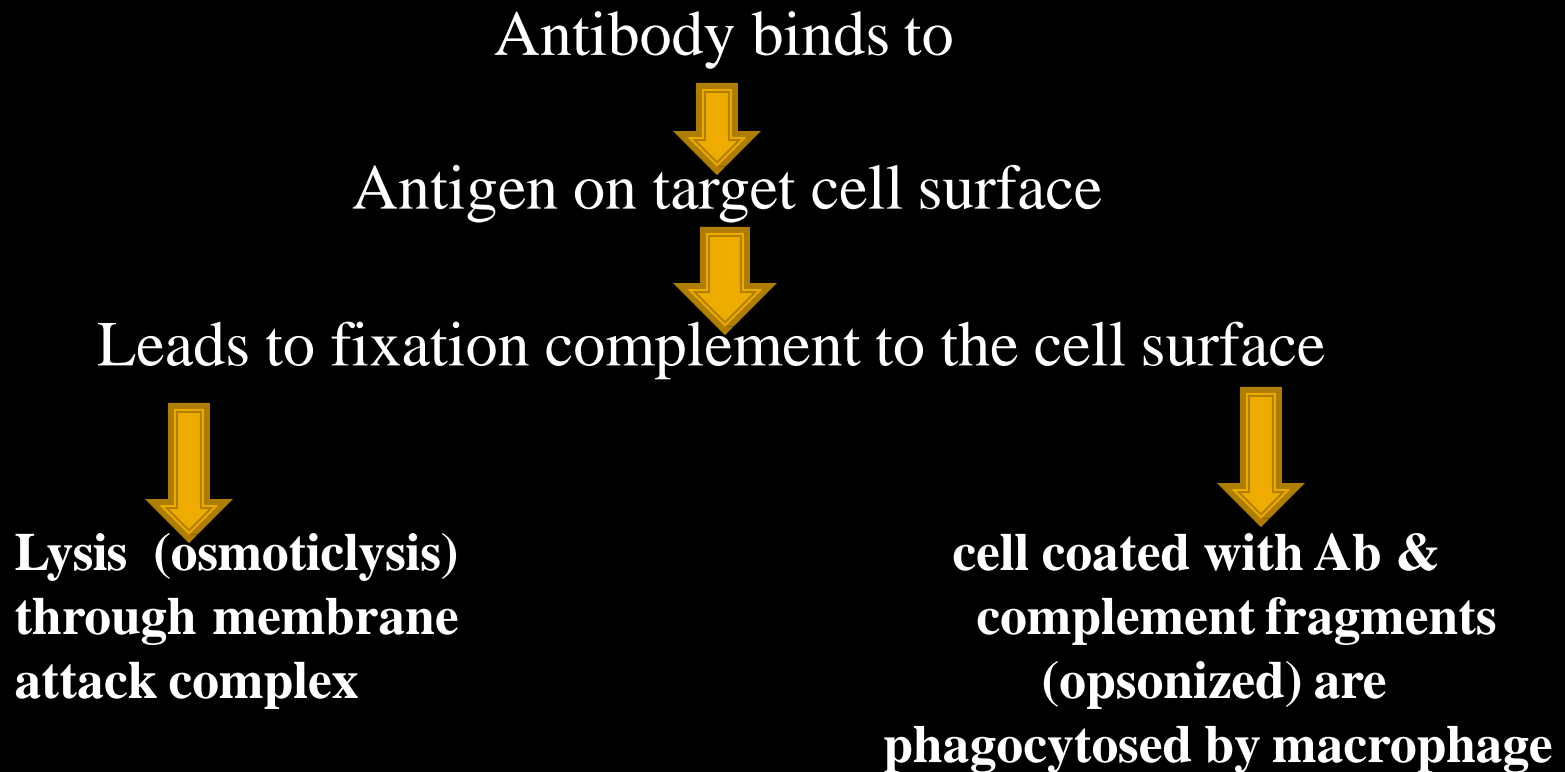 Antibody binds to
Antigen on target cell surface
Leads to fixation complement to the cell surface
Lysis (osmoticlysis)
through membrane
attack complex
cell coated with Ab &
complement fragments
(opsonized) are
phagocytosed by macrophage